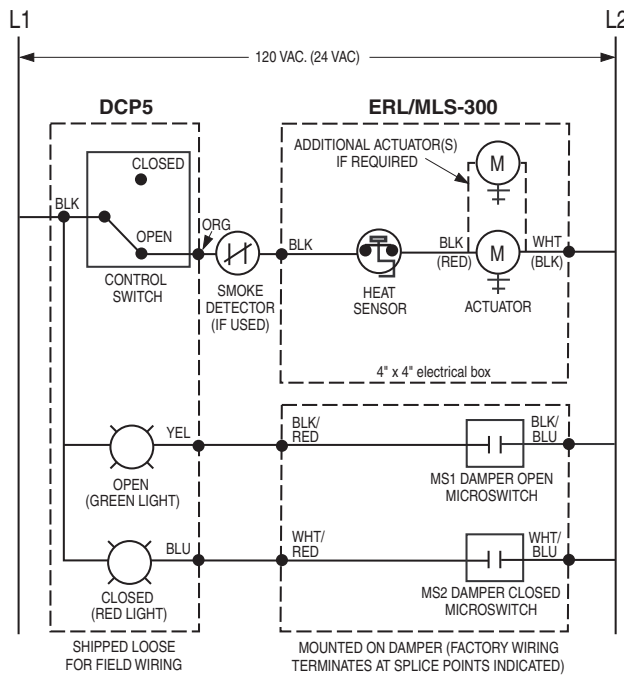 L1
L2
120 VAC. (24 VAC)
DCP5
ERL/MLS-300
CLOSED
BLK
OPEN
CONTROL
SWITCH
ORG
SMOKE
DETECTOR
(IF USED)
ADDITIONAL ACTUATOR(S)
IF REQUIRED
M
BLK
HEAT
SENSOR
BLK
(RED)
M
WHT
(BLK)
ACTUATOR
4" x 4" electrical box
YEL
OPEN
(GREEN LIGHT)
BLK/
RED
BLK/
BLU
MS1 DAMPER OPEN
MICROSWITCH
BLU
CLOSED
(RED LIGHT)
WHT/
RED
WHT/
BLU
MS2 DAMPER CLOSED
MICROSWITCH
SHIPPED LOOSE
FOR FIELD WIRING
MOUNTED ON DAMPER (FACTORY WIRING
TERMINATES AT SPLICE POINTS INDICATED)